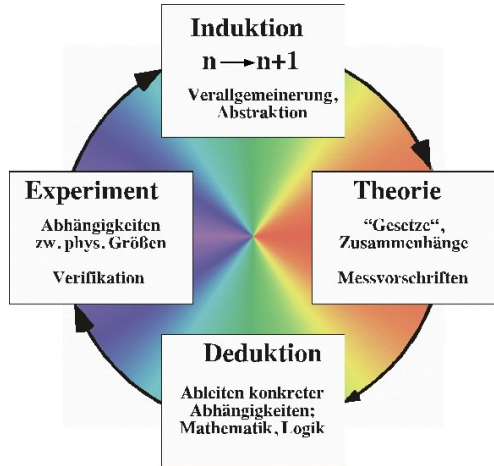 Induktion
n → n+1
Verallgemeinerung,
Abstraktion
Experiment
Abhängigkeiten
zw. phys. Größen
Verifikation
Theorie
“Gesetze“,
Zusammenhänge
Messvorschriften
Deduktion
Ableiten konkreter
Abhängigkeiten;
Mathematik, Logik